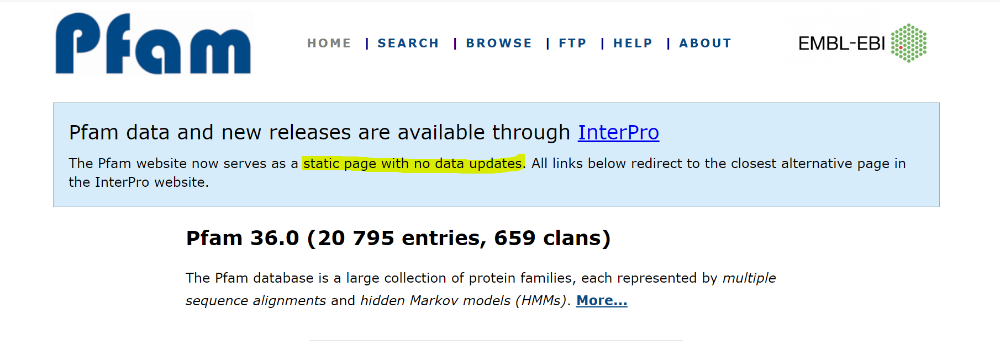 Pfam
HOME | SEARCH | BROWSE | FTP | HELP | ABOUT
EMBL-EBI
Pfam data and new releases are available through InterPro
The Pfam website now serves as a static page with no data updates. All links below redirect to the closest alternative page in
the InterPro website.
Pfam 36.0 (20 795 entries, 659 clans)
The Pfam database is a large collection of protein families, each represented by multiple
sequence alignments and hidden Markov models (HMMs). More...